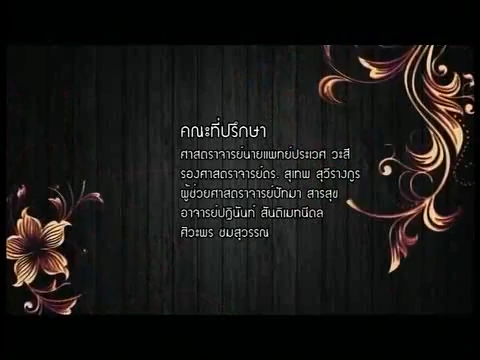 คณะที่ปรึกษา
ศาสตราจารย์นายแพทย์ประเวศ วะสี
รองศาสตราจารย์ดร. สุเทพ สุวีรางกูร
ผู้ช่วยศาสตราจารย์ปัทมา สารสุข
อาจารย์ปฏินันท์ สันติเมทนีดล
ศิวะพร ชมสุวรรณ